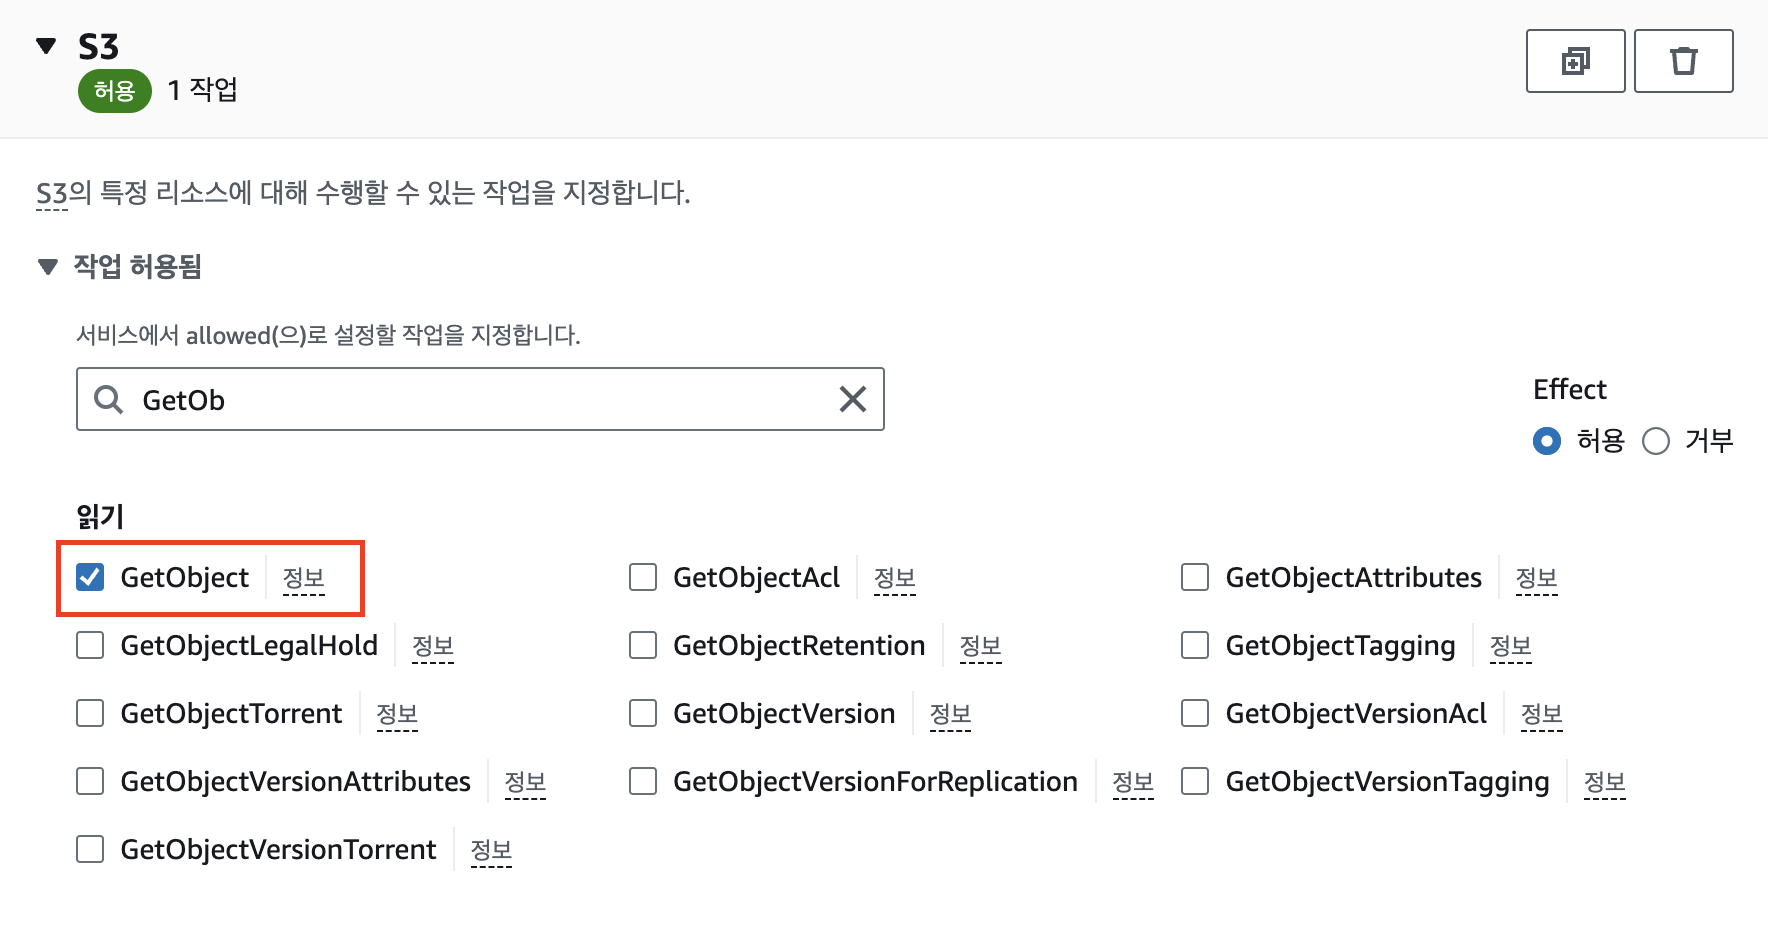 S3
허용 1 작업
S3의 특정 리소스에 대해 수행할 수 있는 작업을 지정합니다.
작업 허용됨
서비스에서 allowed(으)로 설정할 작업을 지정합니다.
GetOb
Effect
허용 거부
읽기
GetObject 정보 GetObjectAcl 정보 GetObjectAttributes 정보
GetObjectLegalHold 정보 GetObjectRetention 정보 GetObjectTagging 정보
GetObjectTorrent 정보 GetObjectVersion 정보 GetObjectVersionAcl 정보
GetObjectVersionAttributes 정보 GetObjectVersionForReplication 정보 GetObjectVersionTagging 정보
GetObjectVersionTorrent 정보